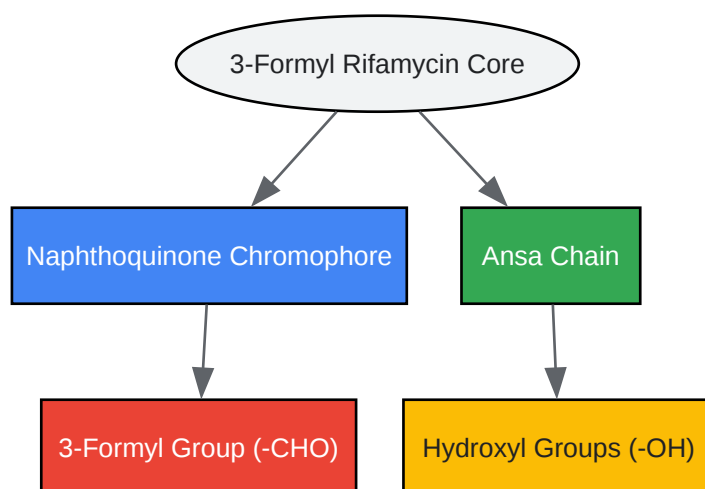 3-Formyl Rifamycin Core
Naphthoquinone Chromophore
Ansa Chain
3-Formyl Group (-CHO)
Hydroxyl Groups (-OH)